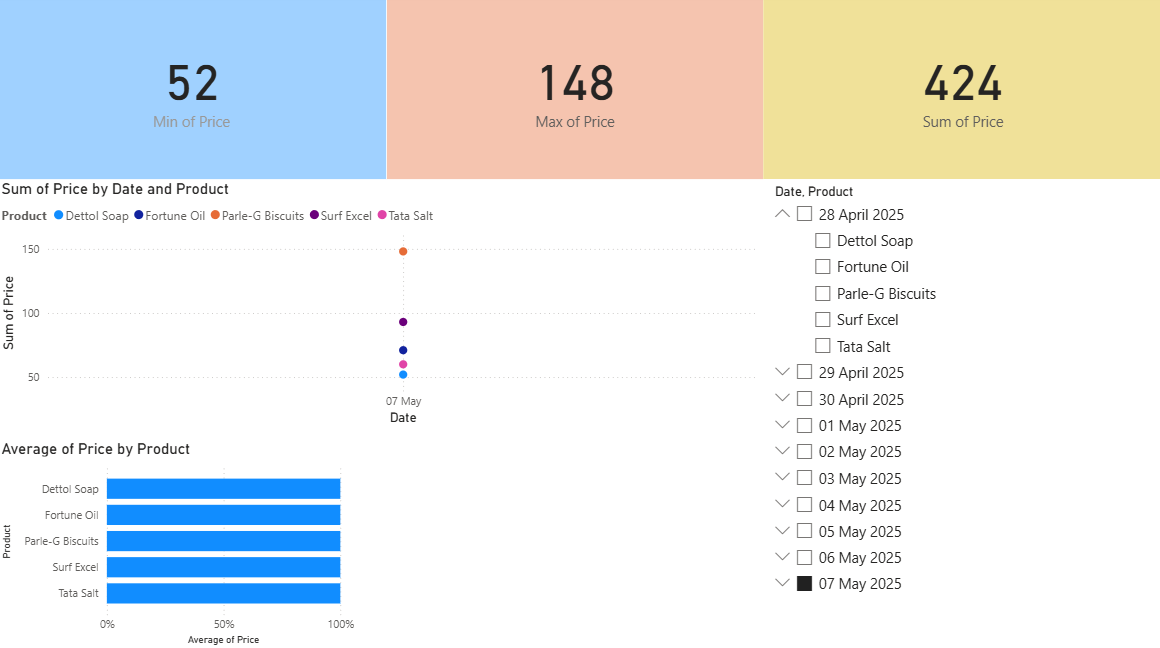 52
Min of Price
148
Max of Price
424
Sum of Price
Sum of Price by Date and Product
Product Dettol Soap Fortune Oil Parle-G Biscuits Surf Excel Tata Salt
150
100
50
Sum of Price
07 May
Date
Average of Price by Product
Product
Dettol Soap
Fortune Oil
Parle-G Biscuits
Surf Excel
Tata Salt
0% 50% 100%
Average of Price
Date, Product
28 April 2025
Dettol Soap
Fortune Oil
Parle-G Biscuits
Surf Excel
Tata Salt
29 April 2025
30 April 2025
01 May 2025
02 May 2025
03 May 2025
04 May 2025
05 May 2025
06 May 2025
07 May 2025